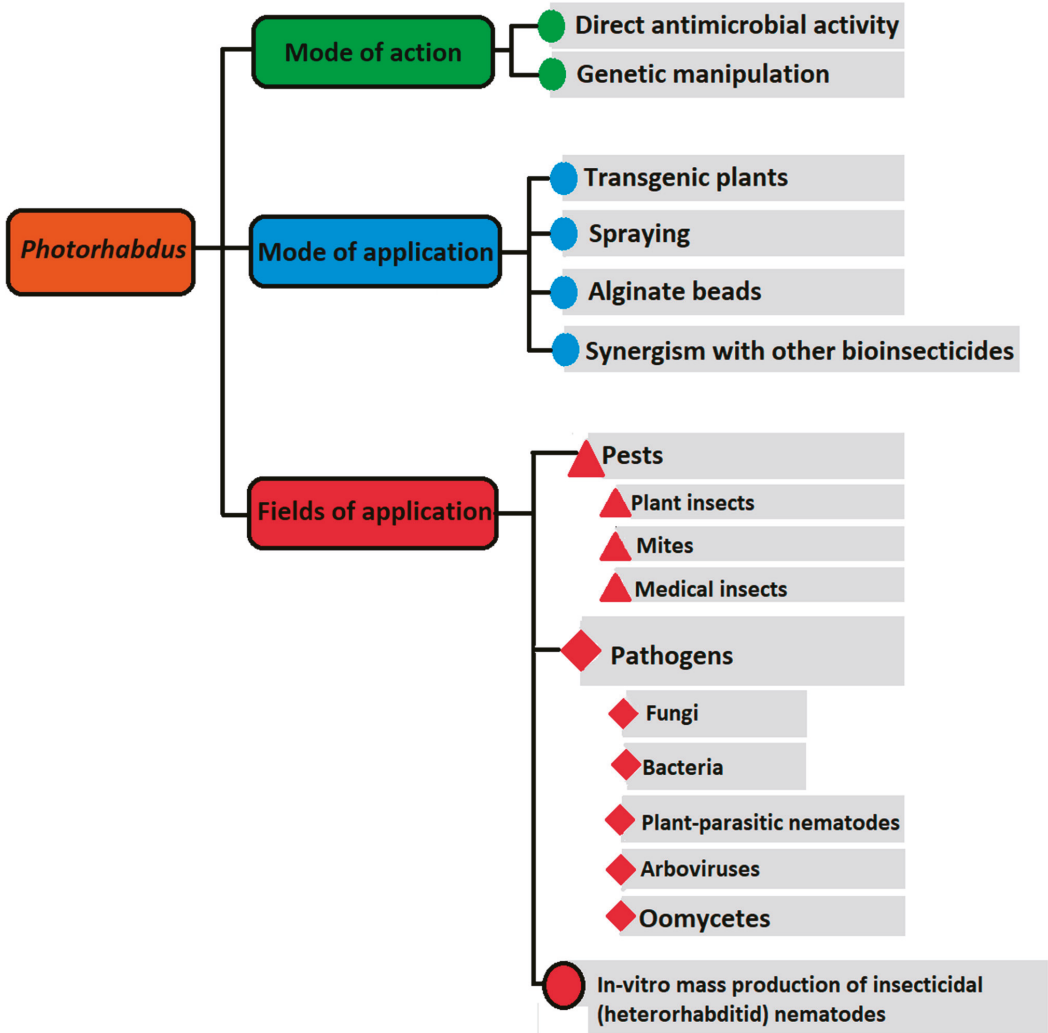 Photorhabdus
Mode of action
Direct antimicrobial activity
Genetic manipulation
Mode of application
Transgenic plants
Spraying
Alginate beads
Synergism with other bioinsecticides
Fields of application
Pests
Plant insects
Mites
Medical insects
Pathogens
Fungi
Bacteria
Plant-parasitic nematodes
Arboviruses
Oomycetes
In-vitro mass production of insecticidal
(heterorhabditid) nematodes